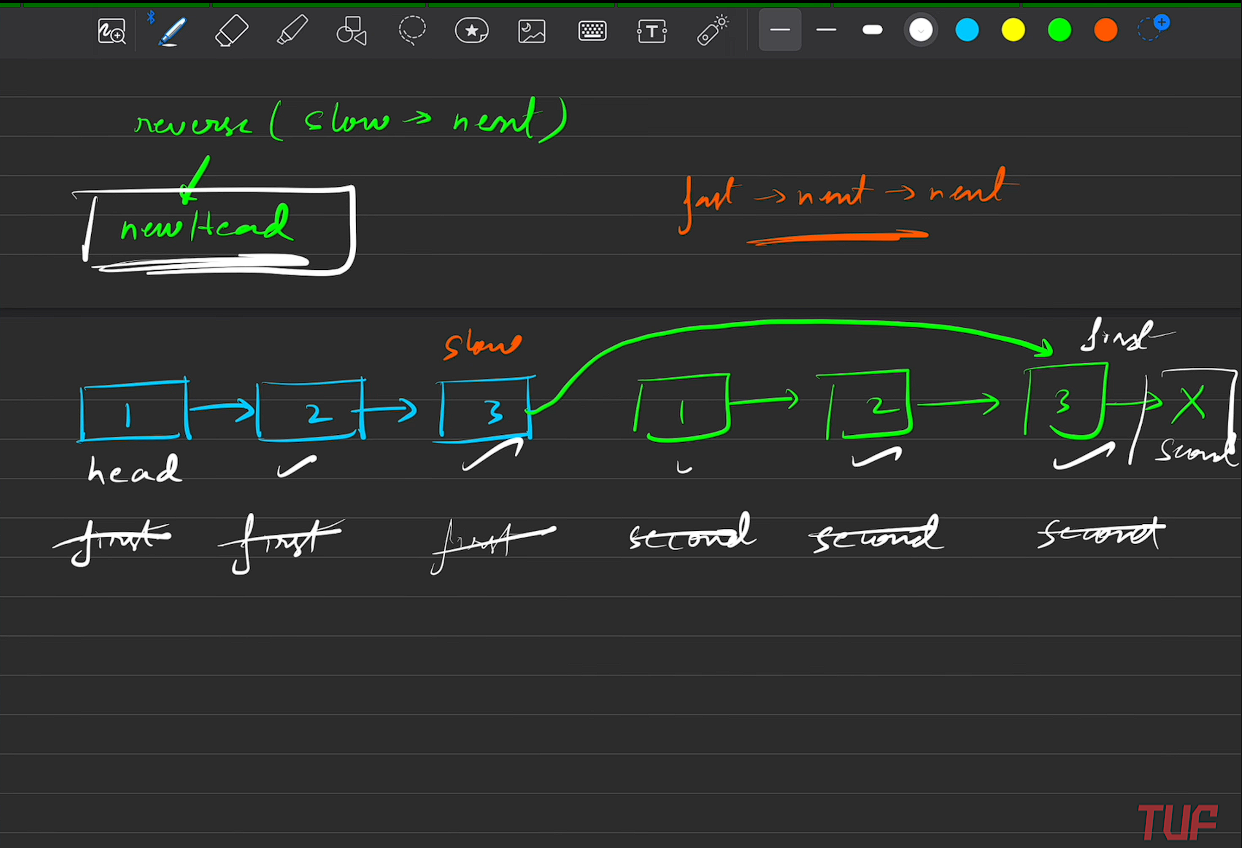 reverse ( slow → next )
newHead
fast → next → next
slow
first
1 → 2 → 3 1 → 2 → 3 → X
head
second
first first first second second second
TUF